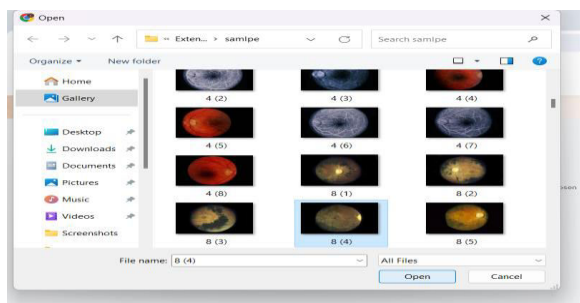 Open
« Exten... > samlpe
Search samlpe
Organize
New folder
Home
Gallery
Desktop
Downloads
Documents
Pictures
Music
Videos
Screenshots
4 (2) 4 (3) 4 (4)
4 (5) 4 (6) 4 (7)
4 (8) 8 (1) 8 (2)
8 (3) 8 (4) 8 (5)
File name: 8 (4)
All Files
Open Cancel